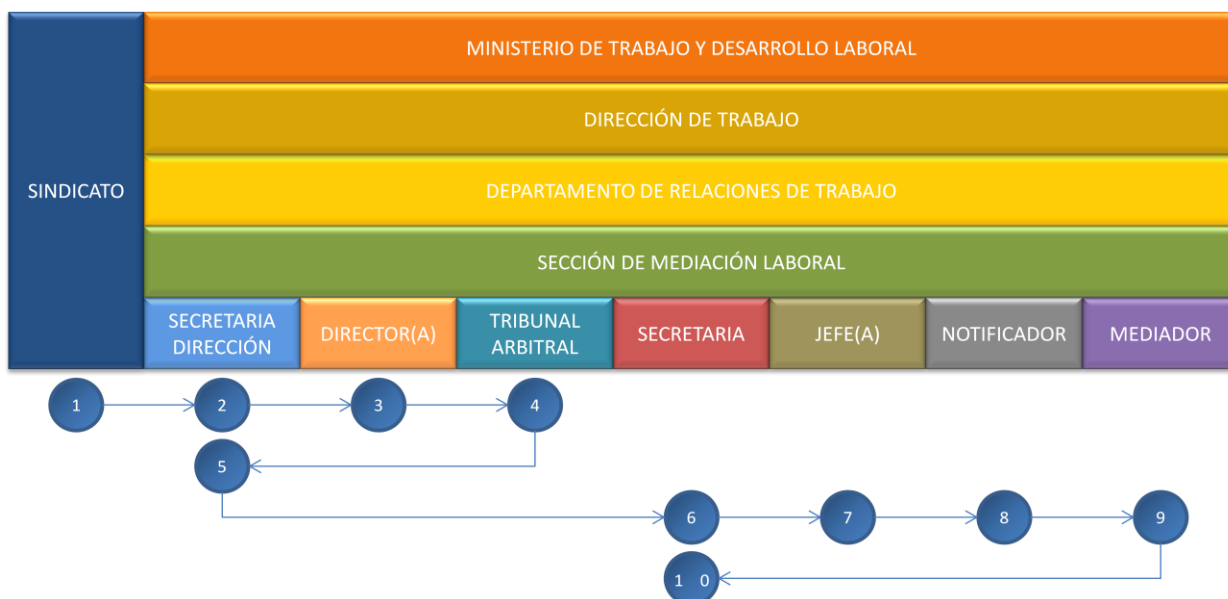 MINISTERIO DE TRABAJO Y DESARROLLO LABORAL
DIRECCIÓN DE TRABAJO
SINDICATO
DEPARTAMENTO DE RELACIONES DE TRABAJO
SECCIÓN DE MEDIACIÓN LABORAL
SECRETARIA
DIRECCIÓN
DIRECTOR(A)
TRIBUNAL
ARBITRAL
SECRETARIA
JEFE(A)
NOTIFICADOR
MEDIADOR
1
2
3
4
5
6
7
8
9
1 0